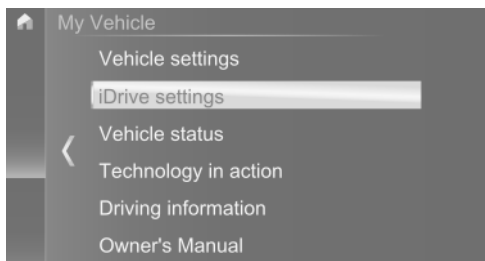 My Vehicle
Vehicle settings
iDrive settings
Vehicle status
Technology in action
Driving information
Owner's Manual